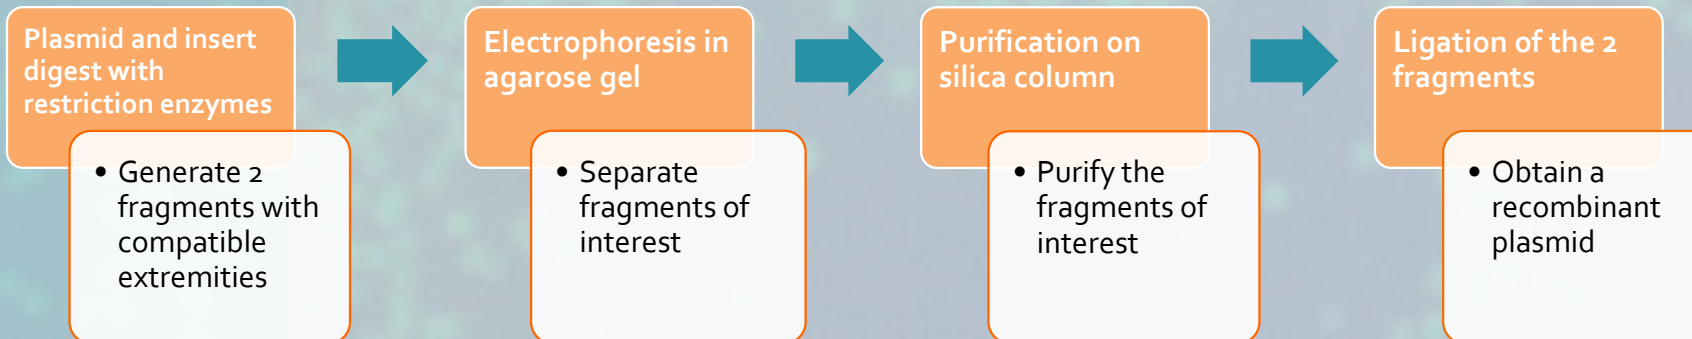 Plasmid and insert
digest with
restriction enzymes
• Generate 2
fragments with
compatible
extremities
Electrophoresis in
agarose gel
• Separate
fragments of
interest
Purification on
silica column
• Purify the
fragments of
interest
Ligation of the 2
fragments
• Obtain a
recombinant
plasmid